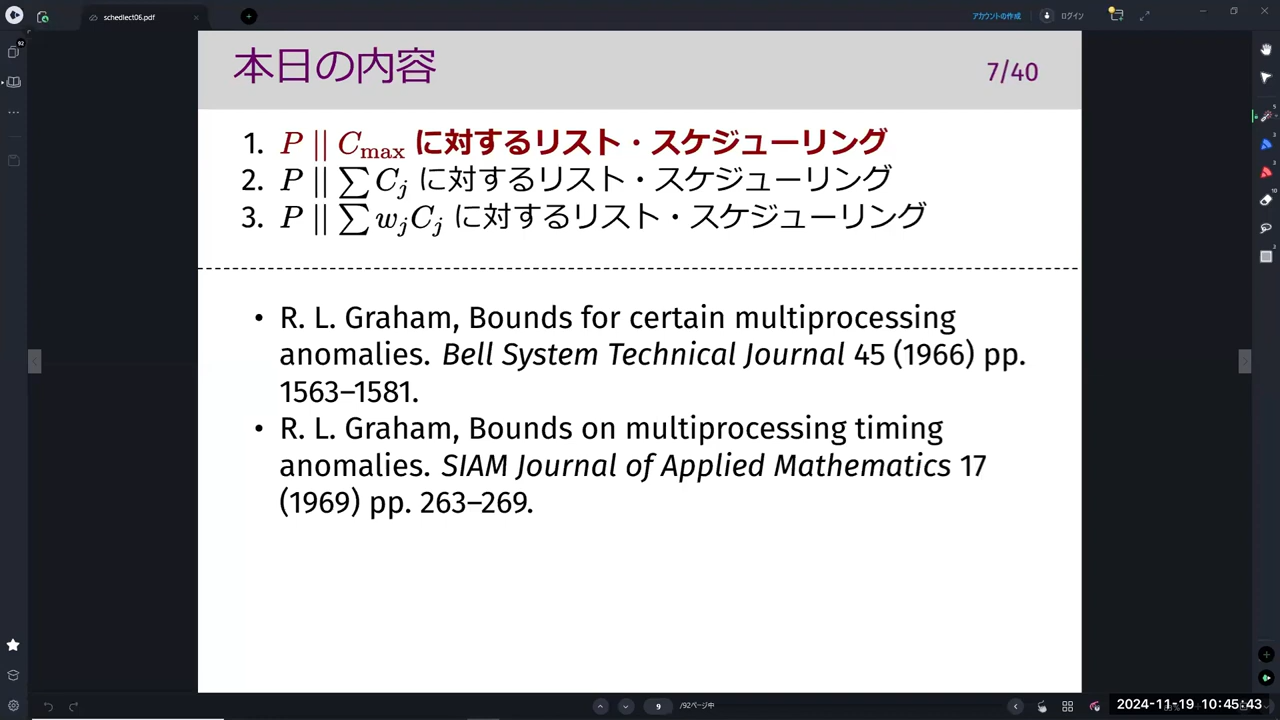 schedlect06.pdf
アカウントの作成
ログイン
92
本日の内容
7/40
1. P || Cmax に対するリスト・スケジューリング
2. P || ∑ Cj に対するリスト・スケジューリング
3. P || ∑ wjCj に対するリスト・スケジューリング
• R. L. Graham, Bounds for certain multiprocessing
anomalies. Bell System Technical Journal 45 (1966) pp.
1563–1581.
• R. L. Graham, Bounds on multiprocessing timing
anomalies. SIAM Journal of Applied Mathematics 17
(1969) pp. 263–269.
9
/92ページ中
2024-11-19 10:45:43